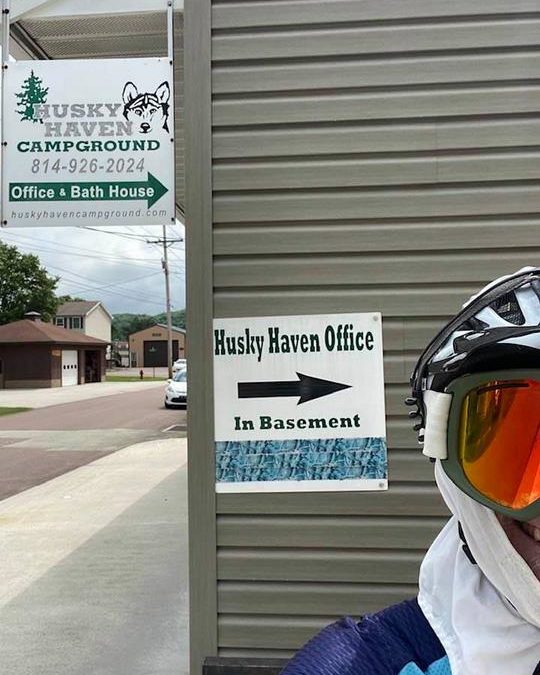 HUSKY
HAVEN
CAMPGROUND
814-926-2024
Office & Bath House
huskyhavencampground.com
Husky Haven Office
In Basement